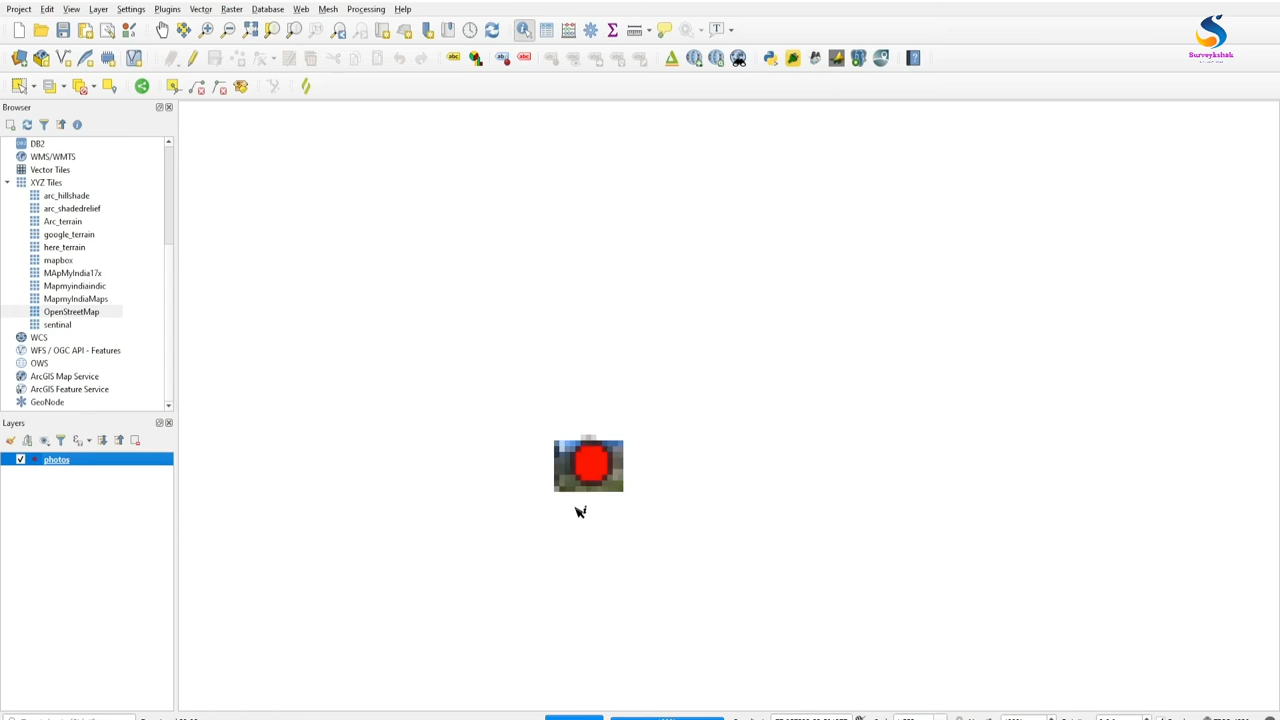 Project Edit View Layer Settings Plugins Vector Raster Database Web Mesh Processing Help
Surveykshak
Browser
DB2
WMS/WMTS
Vector Tiles
XYZ Tiles
arc_hillshade
arc_shadedrelief
Arc_terrain
google_terrain
here_terrain
mapbox
MApMyIndia17x
Mapmyindiaindic
MapmyIndiaMaps
OpenStreetMap
sentinal
WCS
WFS / OGC API - Features
OWS
ArcGIS Map Service
ArcGIS Feature Service
GeoNode
Layers
photos